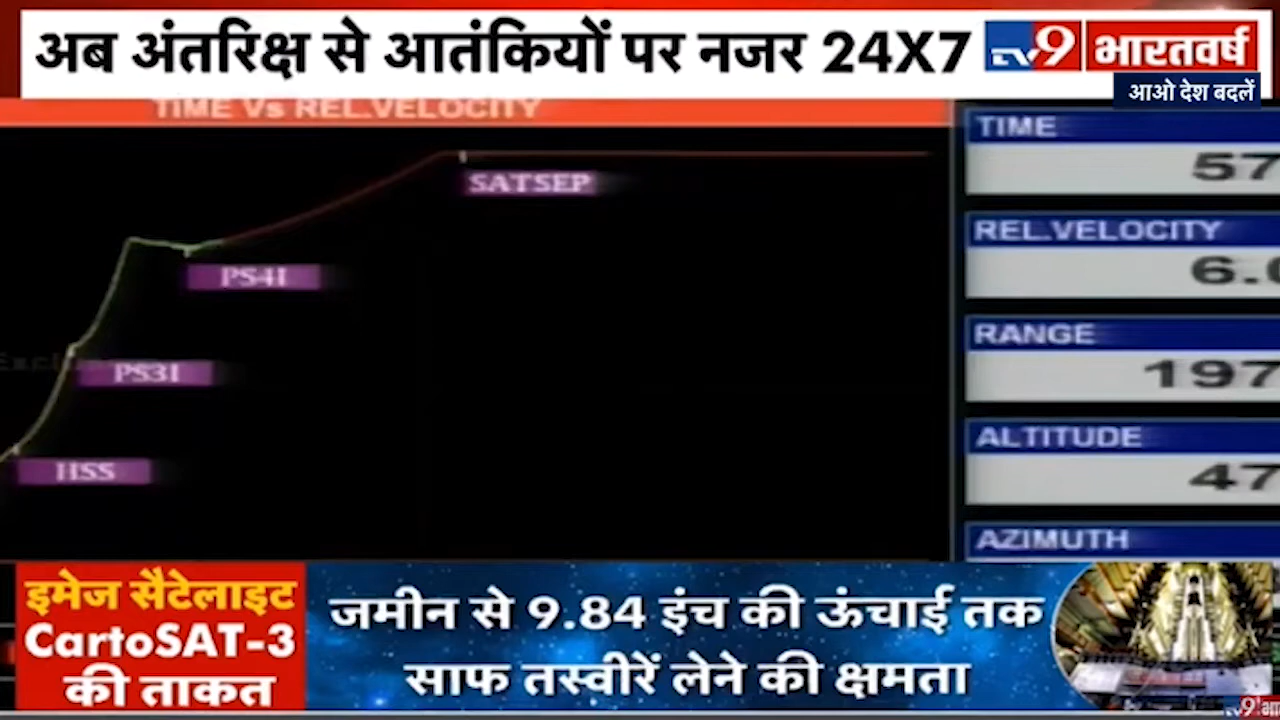 अब अंतरिक्ष से आतंकियों पर नजर 24X7
TV9 भारतवर्ष
आओ देश बदलें
TIME Vs REL.VELOCITY
TIME
57
SATSEP
REL.VELOCITY
6.0
PS4I
RANGE
197
PS3I
ALTITUDE
47
HSS
AZIMUTH
इमेज सैटेलाइट
CartoSAT-3
की ताकत
जमीन से 9.84 इंच की ऊंचाई तक
साफ तस्वीरें लेने की क्षमता